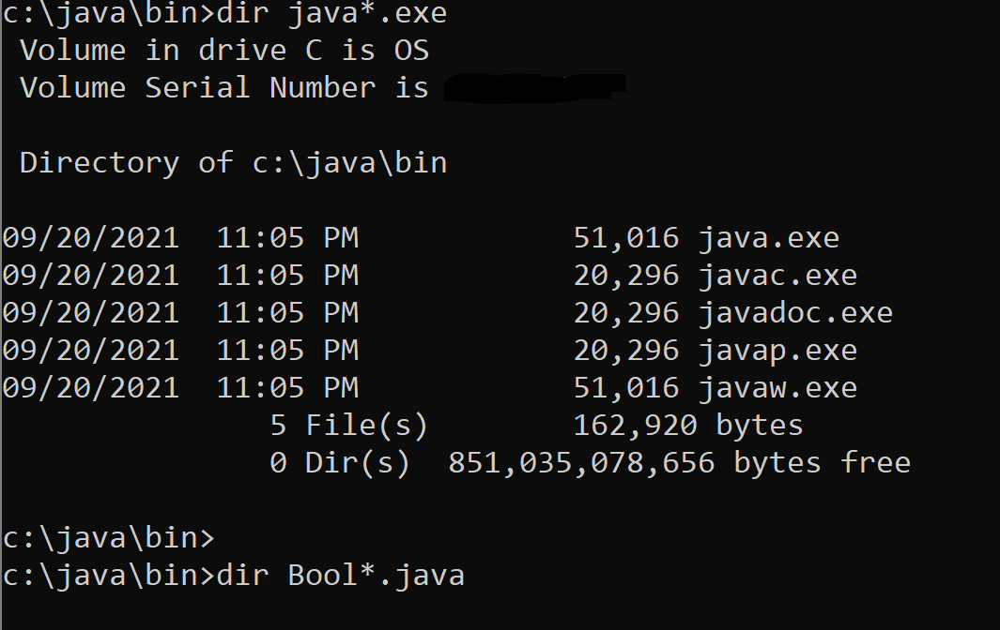 c:\java\bin>dir java*.exe
Volume in drive C is OS
Volume Serial Number is
Directory of c:\java\bin
09/20/2021  11:05 PM            51,016 java.exe
09/20/2021  11:05 PM            20,296 javac.exe
09/20/2021  11:05 PM            20,296 javadoc.exe
09/20/2021  11:05 PM            20,296 javap.exe
09/20/2021  11:05 PM            51,016 javaw.exe
5 File(s)        162,920 bytes
0 Dir(s)  851,035,078,656 bytes free
c:\java\bin>
c:\java\bin>dir Bool*.java